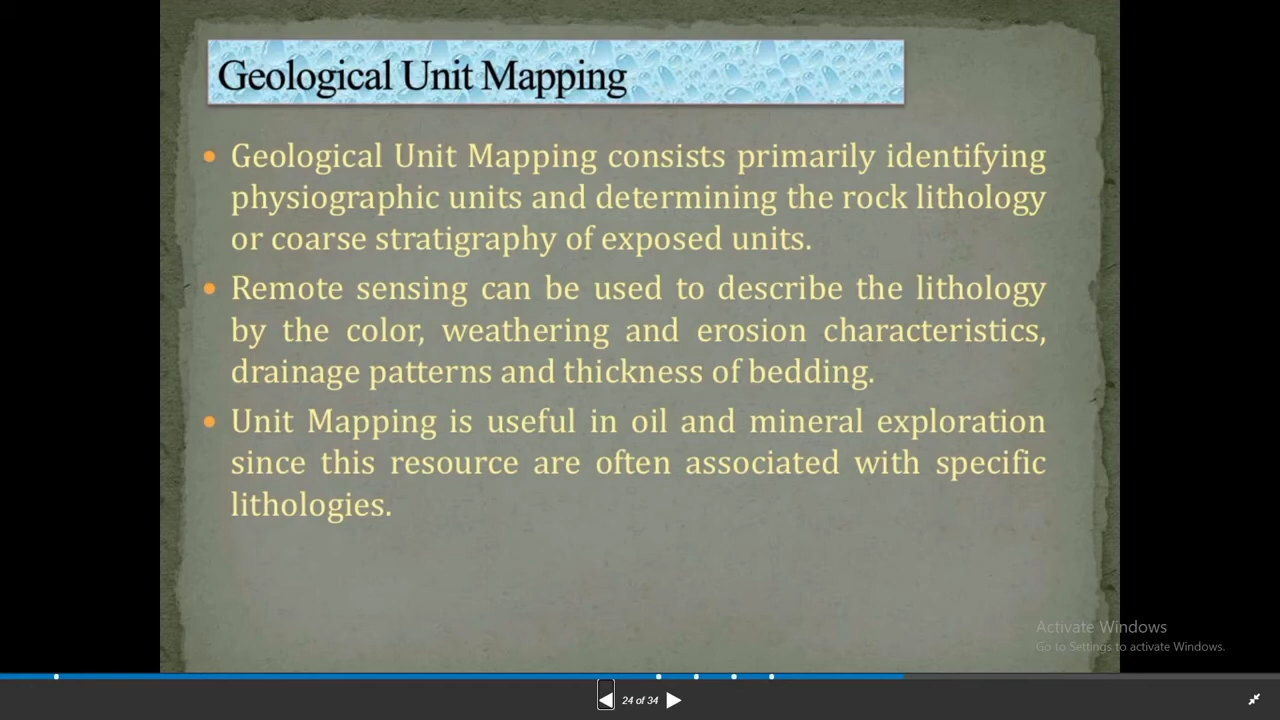 Geological Unit Mapping
• Geological Unit Mapping consists primarily identifying
physiographic units and determining the rock lithology
or coarse stratigraphy of exposed units.
• Remote sensing can be used to describe the lithology
by the color, weathering and erosion characteristics,
drainage patterns and thickness of bedding.
• Unit Mapping is useful in oil and mineral exploration
since this resource are often associated with specific
lithologies.
Activate Windows
Go to Settings to activate Windows.
24 of 34